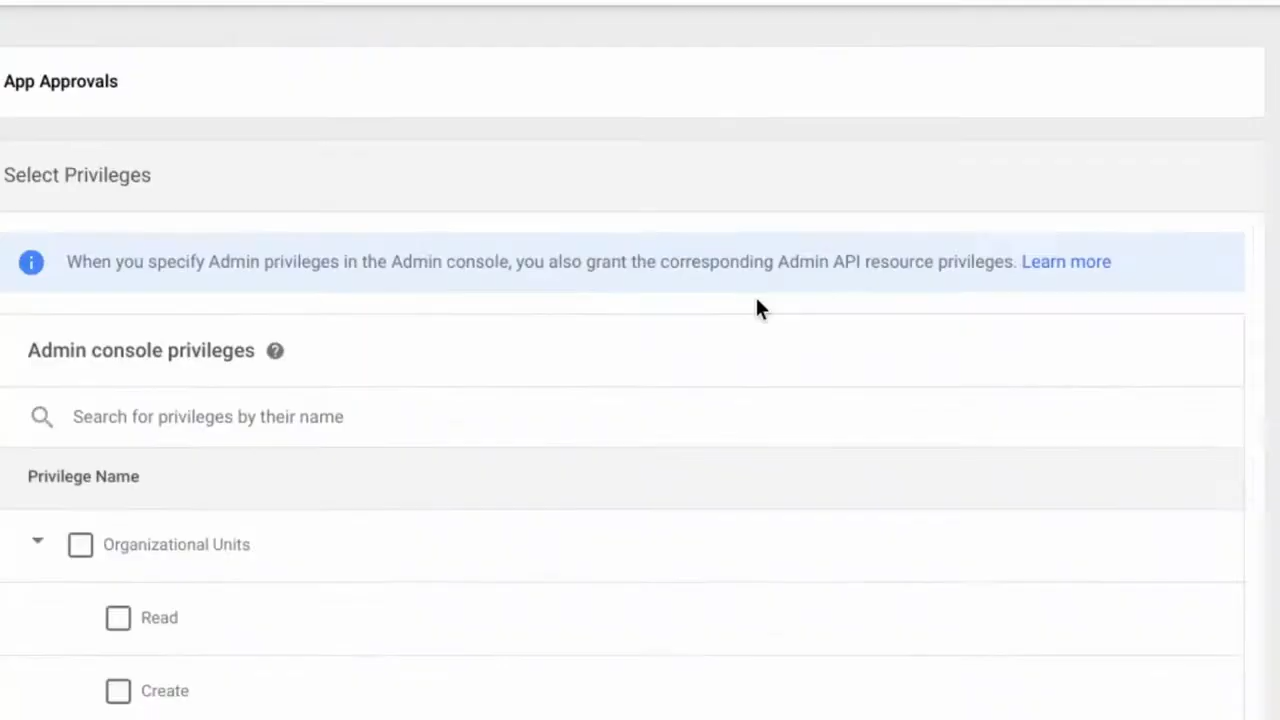 App Approvals
Select Privileges
When you specify Admin privileges in the Admin console, you also grant the corresponding Admin API resource privileges. Learn more
Admin console privileges
Search for privileges by their name
Privilege Name
Organizational Units
Read
Create